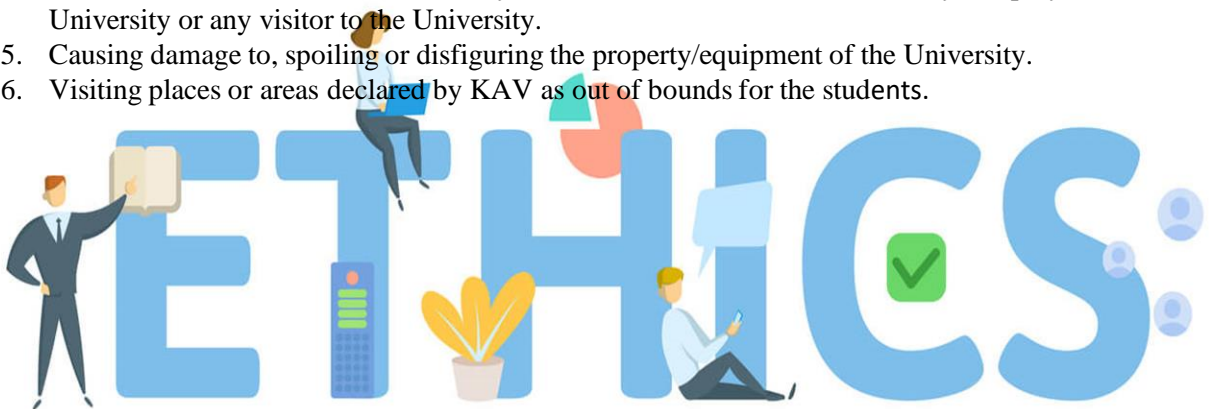 University or any visitor to the University.
5. Causing damage to, spoiling or disfiguring the property/equipment of the University.
6. Visiting places or areas declared by KAV as out of bounds for the students.
ETHICS